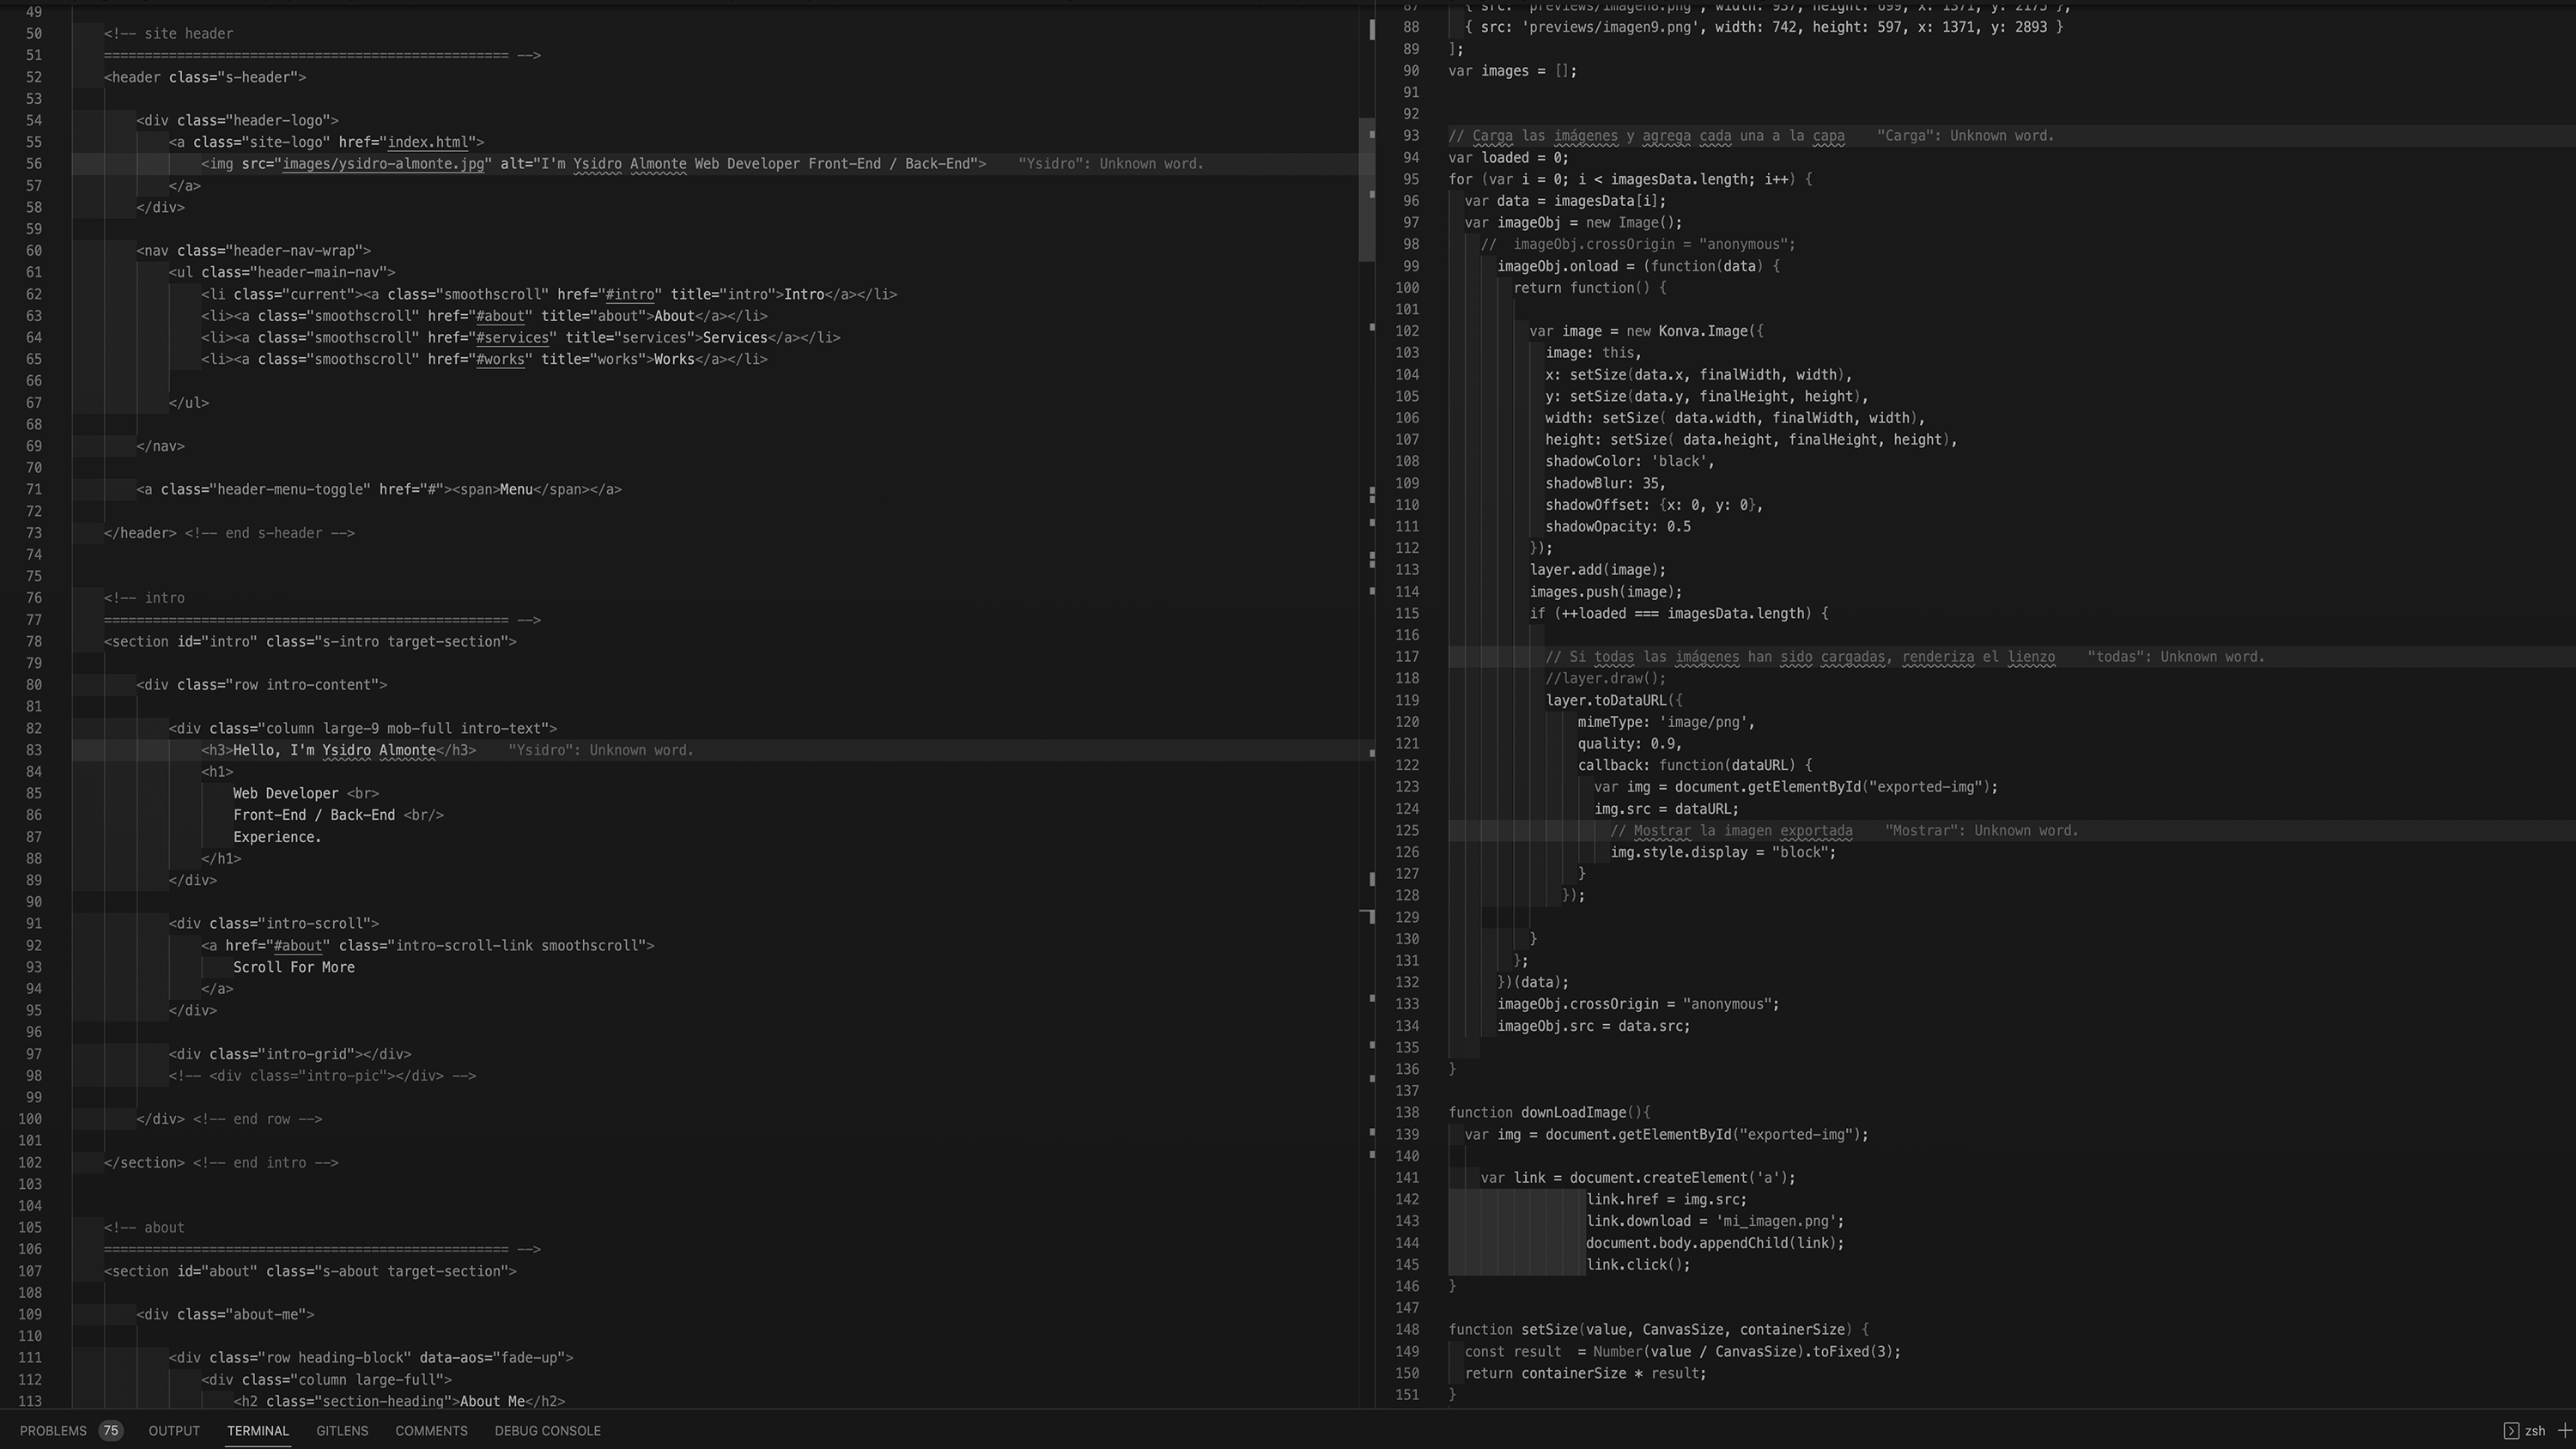 49
50 <!-- site header
51 ================================================== -->
52 <header class="s-header">
53
54 <div class="header-logo">
55 <a class="site-logo" href="index.html">
56 <img src="images/ysidro-almonte.jpg" alt="I'm Ysidro Almonte Web Developer Front-End / Back-End"> "Ysidro": Unknown word.
57 </a>
58 </div>
59
60 <nav class="header-nav-wrap">
61 <ul class="header-main-nav">
62 <li class="current"><a class="smoothscroll" href="#intro" title="intro">Intro</a></li>
63 <li><a class="smoothscroll" href="#about" title="about">About</a></li>
64 <li><a class="smoothscroll" href="#services" title="services">Services</a></li>
65 <li><a class="smoothscroll" href="#works" title="works">Works</a></li>
66
67 </ul>
68
69 </nav>
70
71 <a class="header-menu-toggle" href="#"><span>Menu</span></a>
72
73 </header> <!-- end s-header -->
74
75
76 <!-- intro
77 ================================================== -->
78 <section id="intro" class="s-intro target-section">
79
80 <div class="row intro-content">
81
82 <div class="column large-9 mob-full intro-text">
83 <h3>Hello, I'm Ysidro Almonte</h3> "Ysidro": Unknown word.
84 <h1>
85 Web Developer <br>
86 Front-End / Back-End <br/>
87 Experience.
88 </h1>
89 </div>
90
91 <div class="intro-scroll">
92 <a href="#about" class="intro-scroll-link smoothscroll">
93 Scroll For More
94 </a>
95 </div>
96
97 <div class="intro-grid"></div>
98 <!-- <div class="intro-pic"></div> -->
99
100 </div> <!-- end row -->
101
102 </section> <!-- end intro -->
103
104
105 <!-- about
106 ================================================== -->
107 <section id="about" class="s-about target-section">
108
109 <div class="about-me">
110
111 <div class="row heading-block" data-aos="fade-up">
112 <div class="column large-full">
113 <h2 class="section-heading">About Me</h2>
87 { src: 'previews/imagen8.png', width: 937, height: 699, x: 1371, y: 2173 },
88 { src: 'previews/imagen9.png', width: 742, height: 597, x: 1371, y: 2893 }
89 ];
90 var images = [];
91
92
93 // Carga las imágenes y agrega cada una a la capa "Carga": Unknown word.
94 var loaded = 0;
95 for (var i = 0; i < imagesData.length; i++) {
96 var data = imagesData[i];
97 var imageObj = new Image();
98 // imageObj.crossOrigin = "anonymous";
99 imageObj.onload = (function(data) {
100 return function() {
101
102 var image = new Konva.Image({
103 image: this,
104 x: setSize(data.x, finalWidth, width),
105 y: setSize(data.y, finalHeight, height),
106 width: setSize( data.width, finalWidth, width),
107 height: setSize( data.height, finalHeight, height),
108 shadowColor: 'black',
109 shadowBlur: 35,
110 shadowOffset: {x: 0, y: 0},
111 shadowOpacity: 0.5
112 });
113 layer.add(image);
114 images.push(image);
115 if (++loaded === imagesData.length) {
116
117 // Si todas las imágenes han sido cargadas, renderiza el lienzo "todas": Unknown word.
118 //layer.draw();
119 layer.toDataURL({
120 mimeType: 'image/png',
121 quality: 0.9,
122 callback: function(dataURL) {
123 var img = document.getElementById("exported-img");
124 img.src = dataURL;
125 // Mostrar la imagen exportada "Mostrar": Unknown word.
126 img.style.display = "block";
127 }
128 });
129
130 }
131 };
132 })(data);
133 imageObj.crossOrigin = "anonymous";
134 imageObj.src = data.src;
135
136 }
137
138 function downLoadImage(){
139 var img = document.getElementById("exported-img");
140
141 var link = document.createElement('a');
142 link.href = img.src;
143 link.download = 'mi_imagen.png';
144 document.body.appendChild(link);
145 link.click();
146 }
147
148 function setSize(value, CanvasSize, containerSize) {
149 const result = Number(value / CanvasSize).toFixed(3);
150 return containerSize * result;
151 }
PROBLEMS 75 OUTPUT TERMINAL GITLENS COMMENTS DEBUG CONSOLE zsh